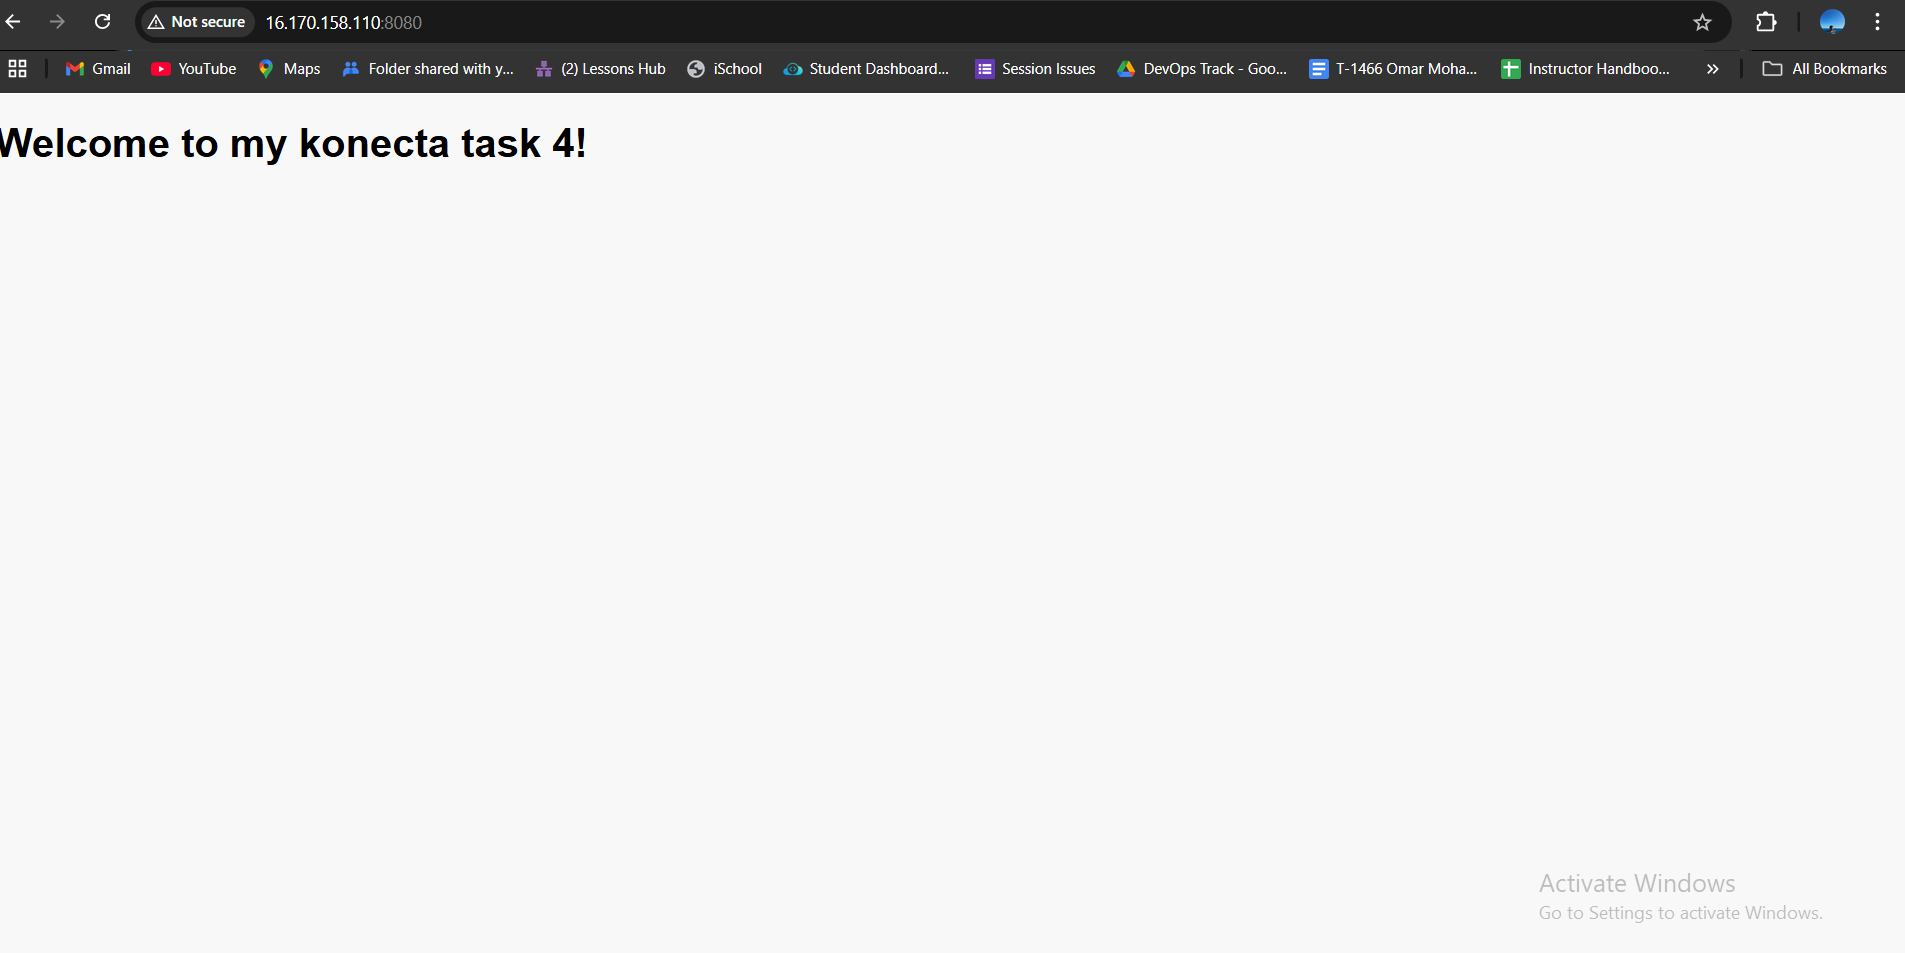 Not secure 16.170.158.110:8080
Gmail YouTube Maps Folder shared with y... (2) Lessons Hub iSchool Student Dashboard... Session Issues DevOps Track - Goo... T-1466 Omar Moha... Instructor Handboo... » All Bookmarks
Welcome to my konecta task 4!
Activate Windows
Go to Settings to activate Windows.